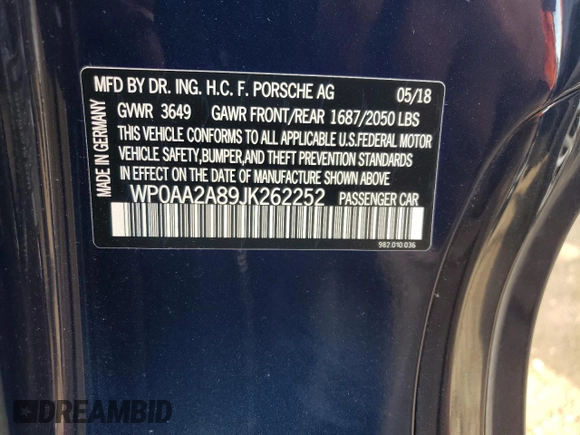 MFD BY DR. ING. H.C. F. PORSCHE AG 05/18
GVWR 3649 GAWR FRONT/REAR 1687/2050 LBS
THIS VEHICLE CONFORMS TO ALL APPLICABLE U.S.FEDERAL MOTOR
VEHICLE SAFETY,BUMPER,AND THEFT PREVENTION STANDARDS
IN EFFECT ON THE DATE OF MANUFACTURE SHOWN ABOVE.
WP0AA2A89JK262252 PASSENGER CAR
982.010.036
MADE IN GERMANY
DREAMBID